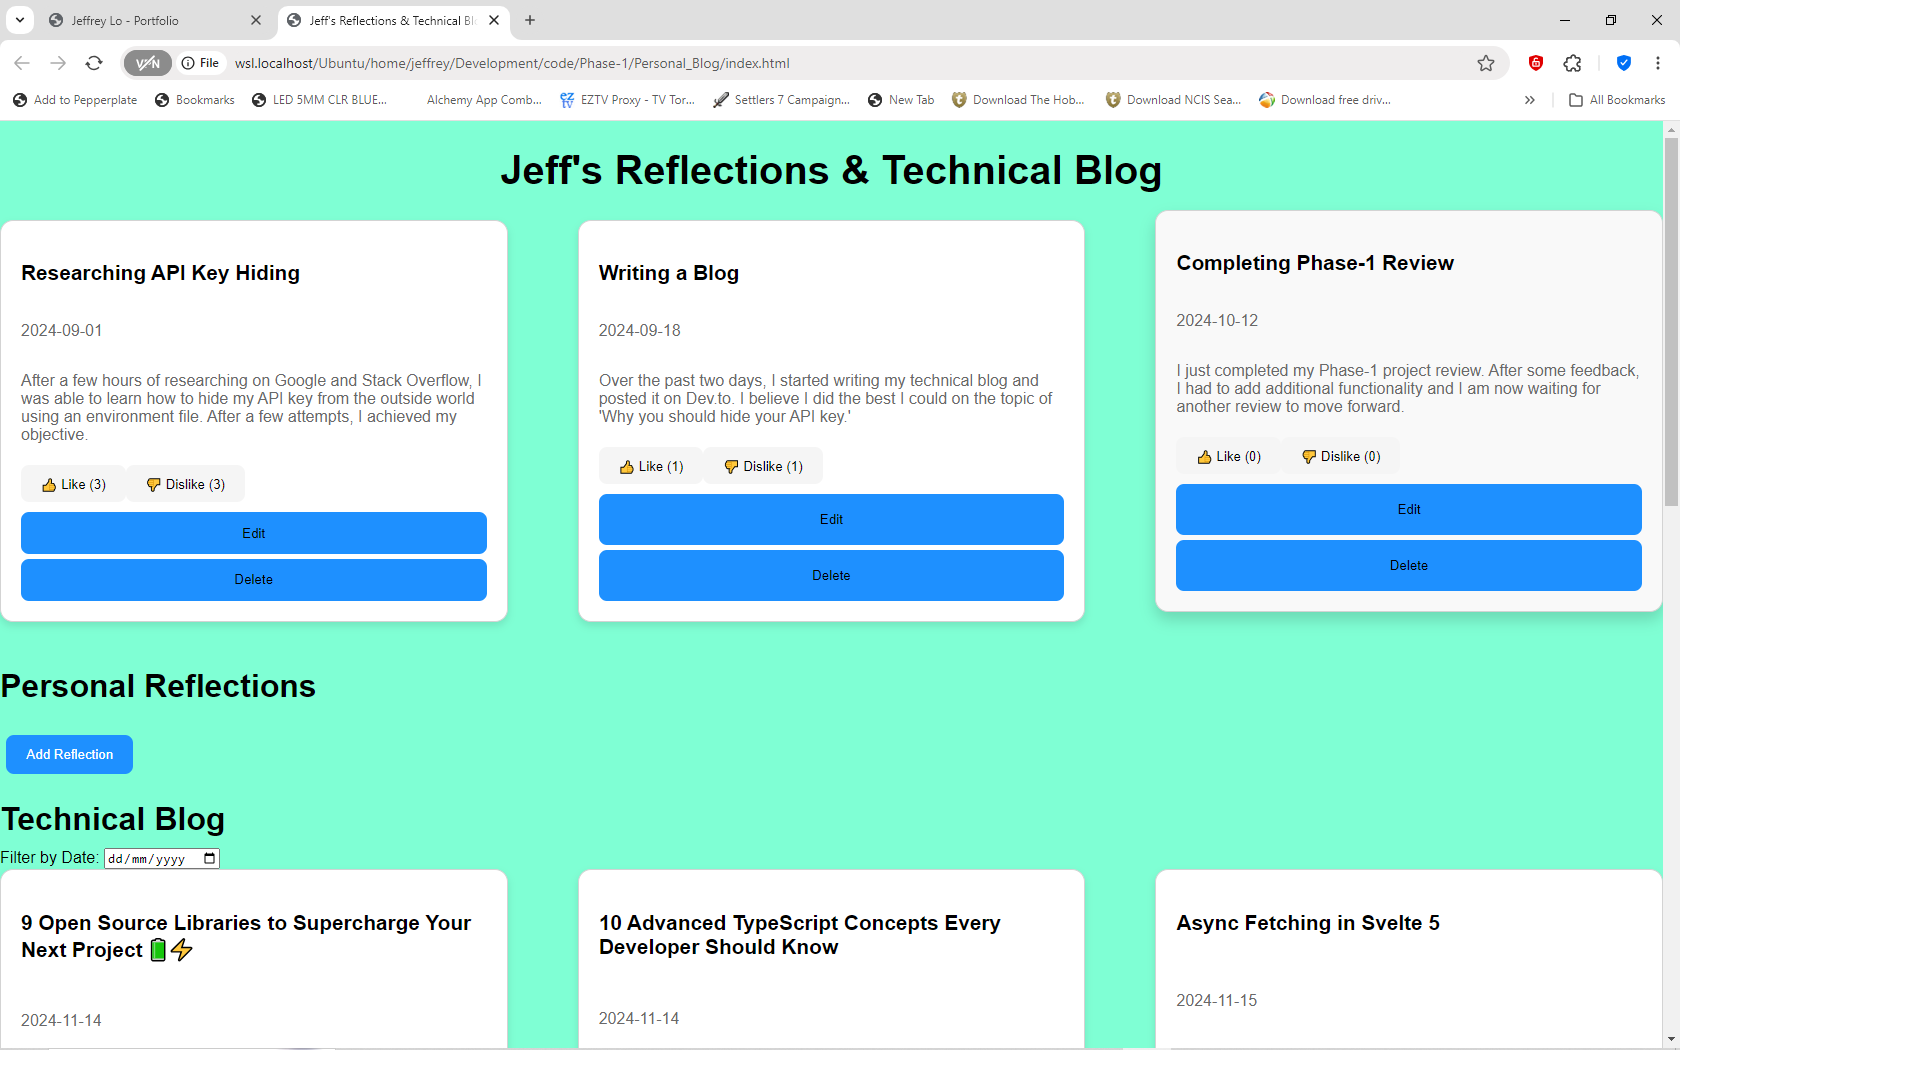 Jeffrey Lo - Portfolio
Jeff's Reflections & Technical Bl
VPN
File
wsl.localhost/Ubuntu/home/jeffrey/Development/code/Phase-1/Personal_Blog/index.html
Add to Pepperplate
Bookmarks
LED 5MM CLR BLUE...
Alchemy App Comb...
EZ TV
EZTV Proxy - TV Tor...
Settlers 7 Campaign...
New Tab
Download The Hob...
Download NCIS Sea...
Download free driv...
»
All Bookmarks
Jeff's Reflections & Technical Blog
Researching API Key Hiding
2024-09-01
After a few hours of researching on Google and Stack Overflow, I
was able to learn how to hide my API key from the outside world
using an environment file. After a few attempts, I achieved my
objective.
👍 Like (3)
👎 Dislike (3)
Edit
Delete
Writing a Blog
2024-09-18
Over the past two days, I started writing my technical blog and
posted it on Dev.to. I believe I did the best I could on the topic of
'Why you should hide your API key.'
👍 Like (1)
👎 Dislike (1)
Edit
Delete
Completing Phase-1 Review
2024-10-12
I just completed my Phase-1 project review. After some feedback,
I had to add additional functionality and I am now waiting for
another review to move forward.
👍 Like (0)
👎 Dislike (0)
Edit
Delete
Personal Reflections
Add Reflection
Technical Blog
Filter by Date: dd/mm/yyyy
9 Open Source Libraries to Supercharge Your
Next Project 🔋⚡
2024-11-14
10 Advanced TypeScript Concepts Every
Developer Should Know
2024-11-14
Async Fetching in Svelte 5
2024-11-15